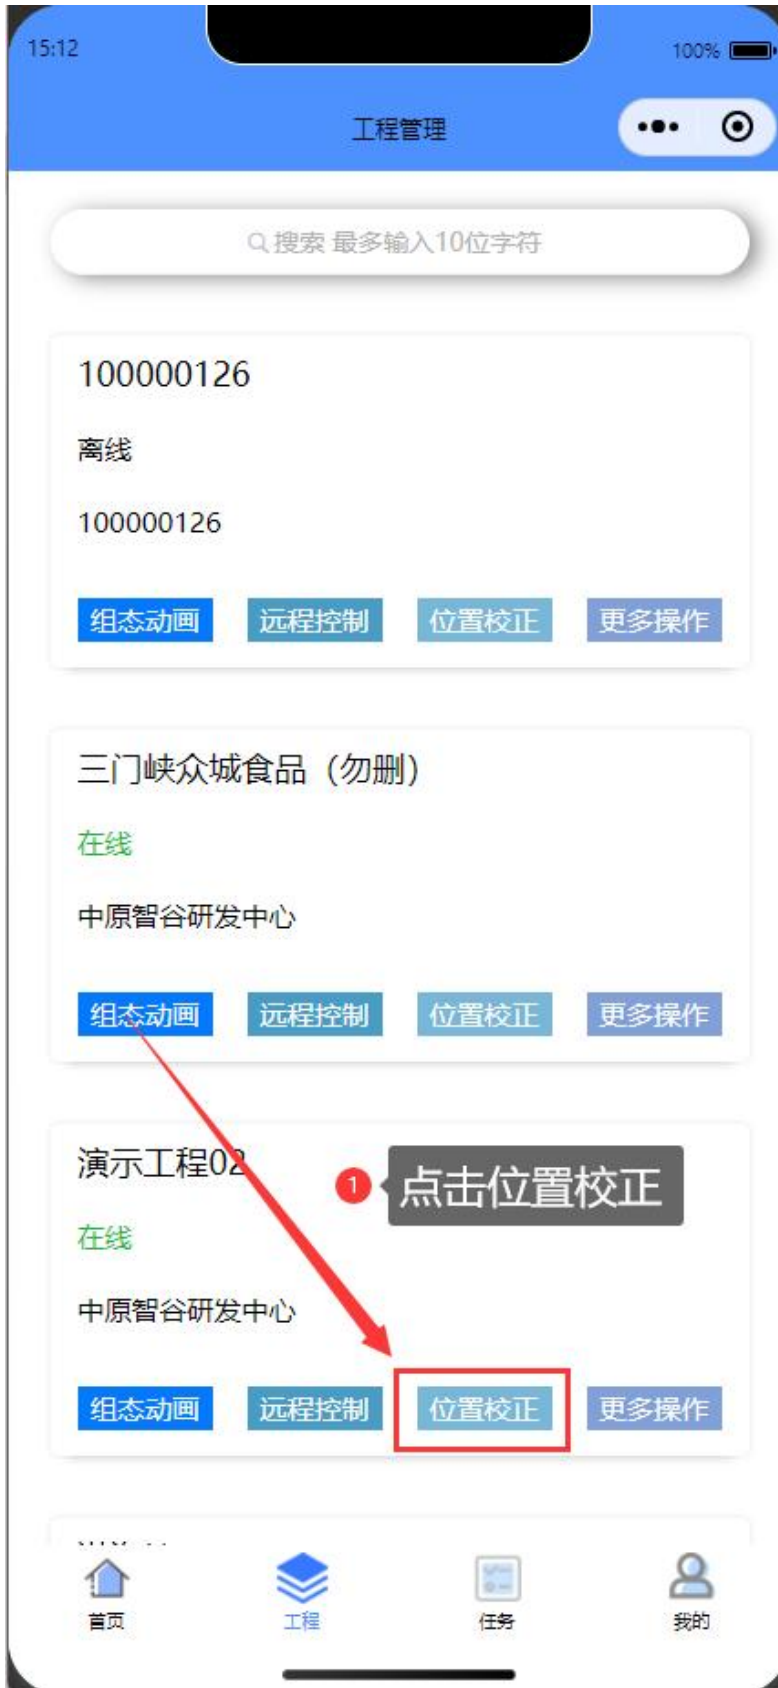 15:12
100%
工程管理
搜索 最多输入10位字符
100000126
离线
100000126
组态动画 远程控制 位置校正 更多操作
三门峡众城食品（勿删）
在线
中原智谷研发中心
组态动画 远程控制 位置校正 更多操作
演示工程02
1 点击位置校正
在线
中原智谷研发中心
组态动画 远程控制 位置校正 更多操作
首页 工程 任务 我的